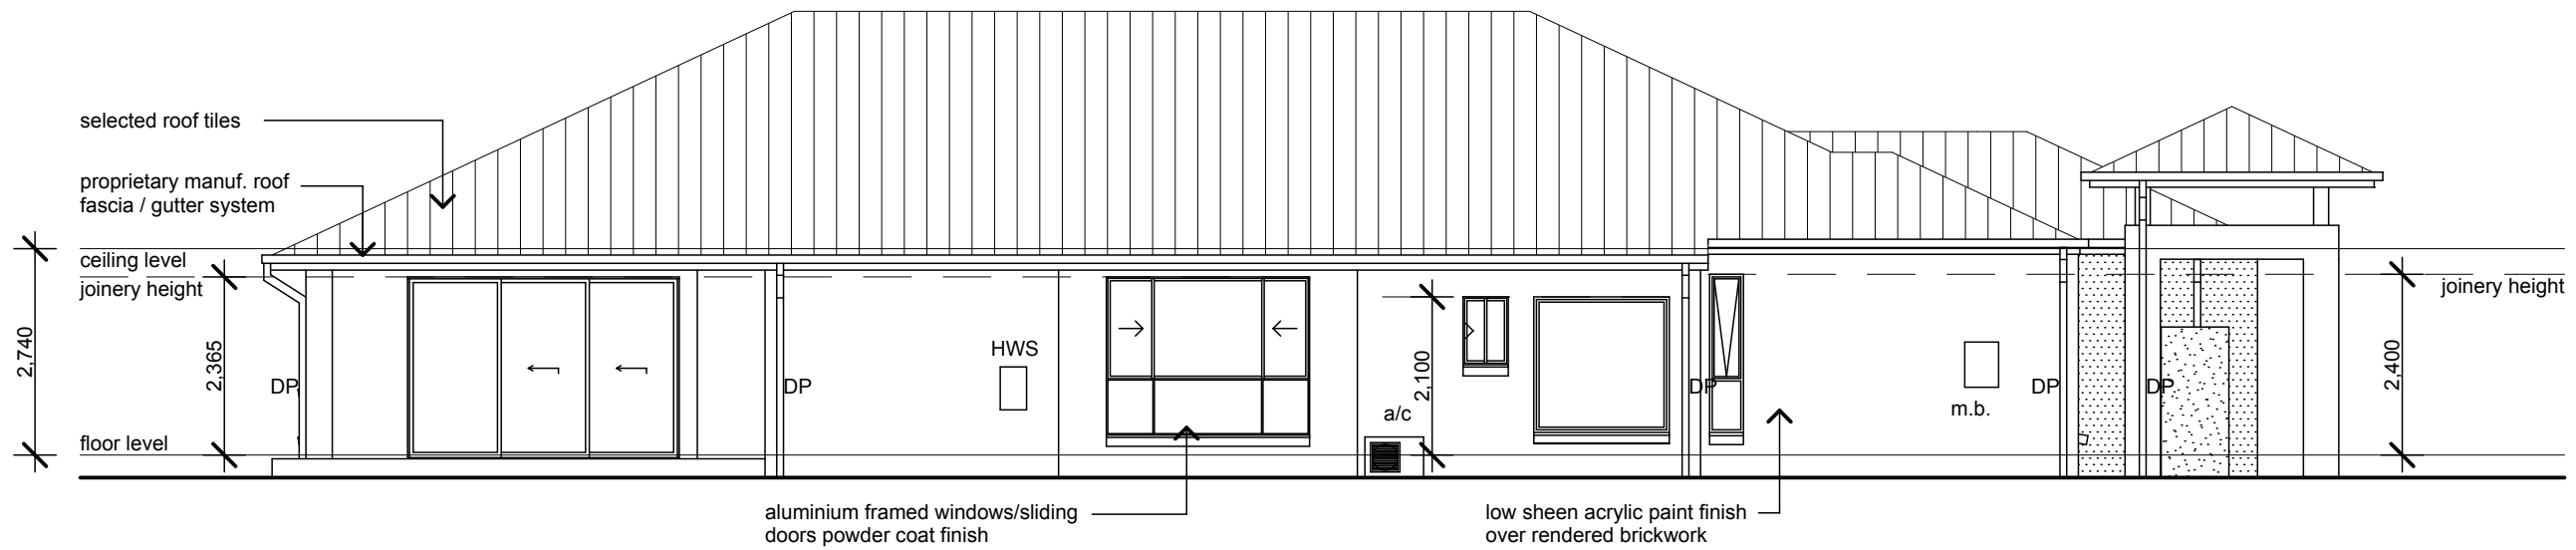 selected roof tiles
proprietary manuf. roof
fascia / gutter system
ceiling level
joinery height
joinery height
2,740
2,365
HWS
2,100
2,400
DP
DP
a/c
DP
DP
DP
m.b.
floor level
aluminium framed windows/sliding
doors powder coat finish
low sheen acrylic paint finish
over rendered brickwork